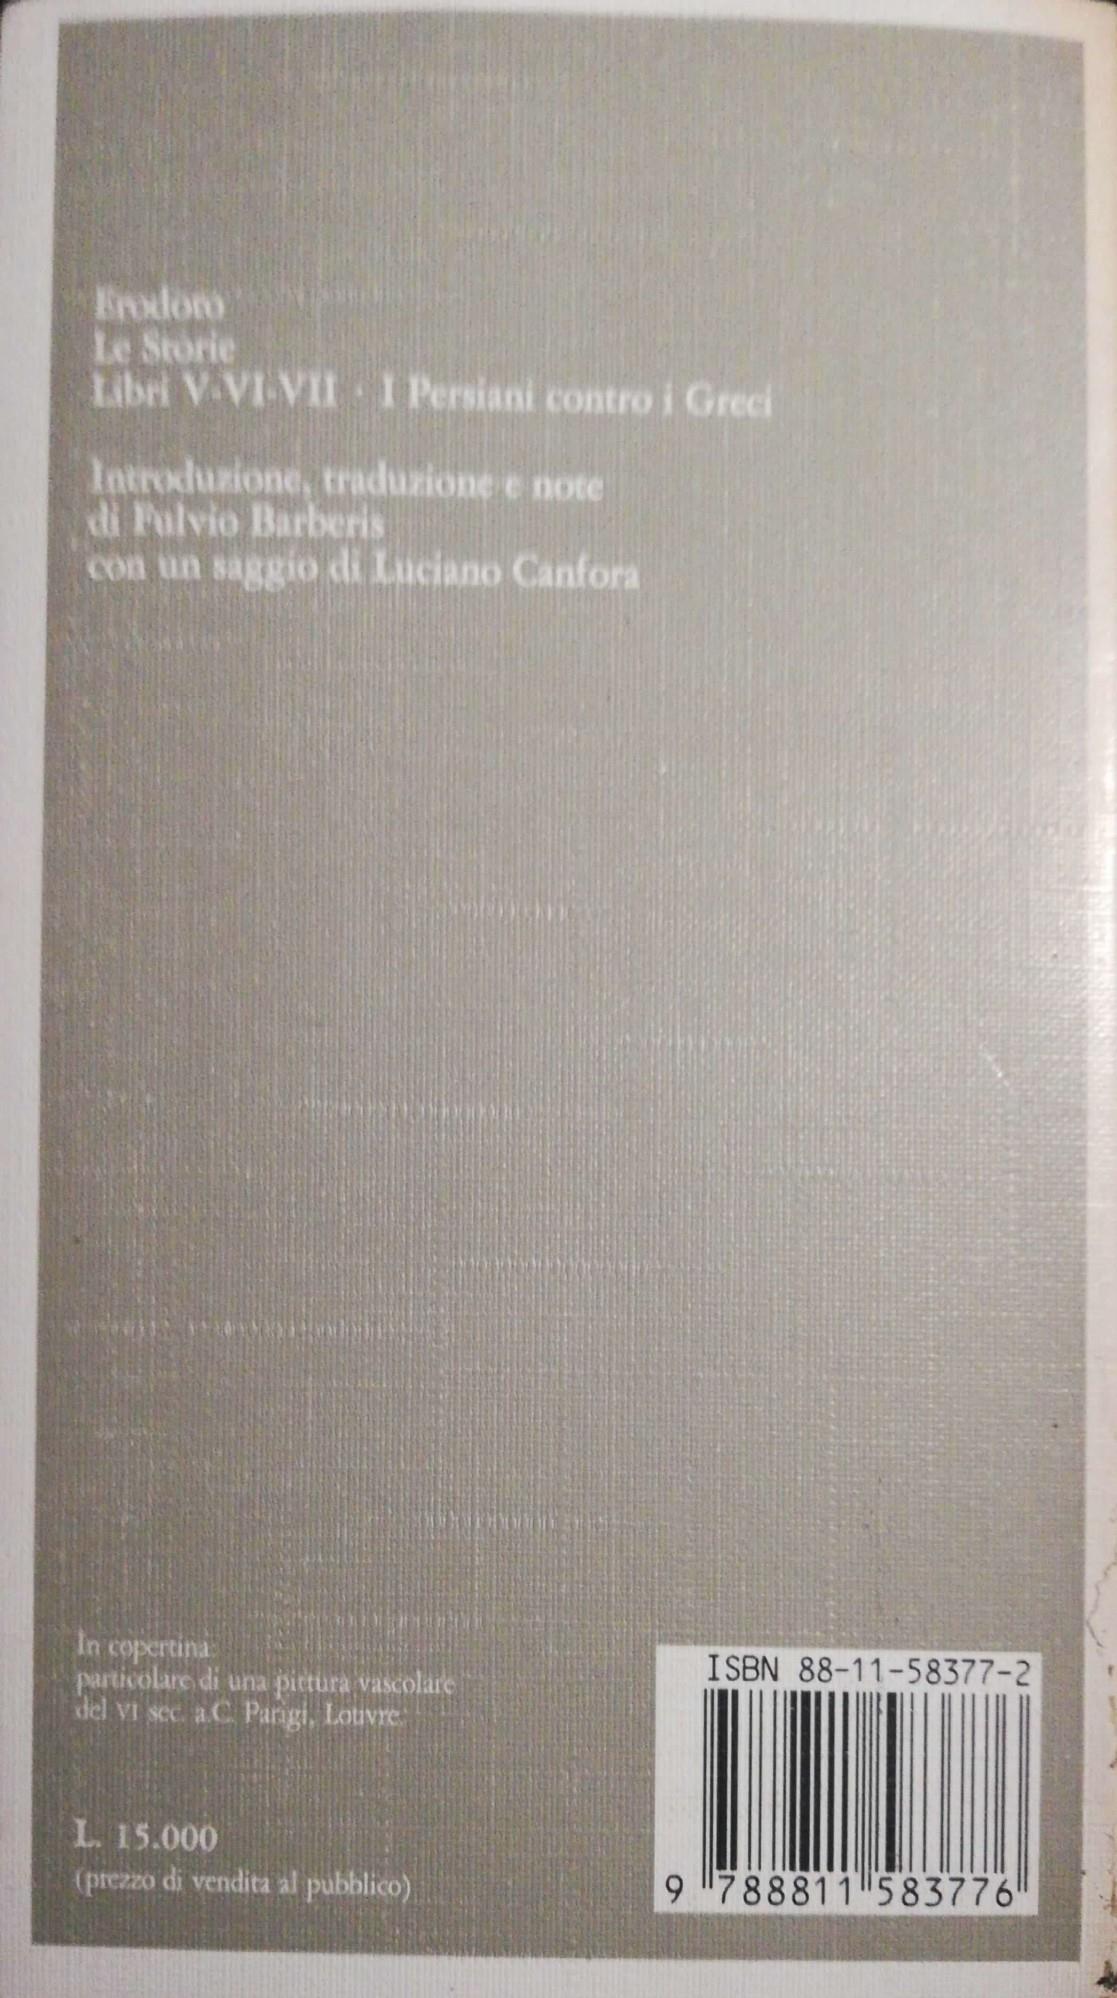 Erodoto
Le Storie
Libri V-VI-VII · I Persiani contro i Greci
Introduzione, traduzione e note
di Fulvio Barberis
con un saggio di Luciano Canfora
In copertina:
particolare di una pittura vascolare
del VI sec. a.C. Parigi, Louvre.
L. 15.000
(prezzo di vendita al pubblico)
ISBN 88-11-58377-2
9 788811 583776